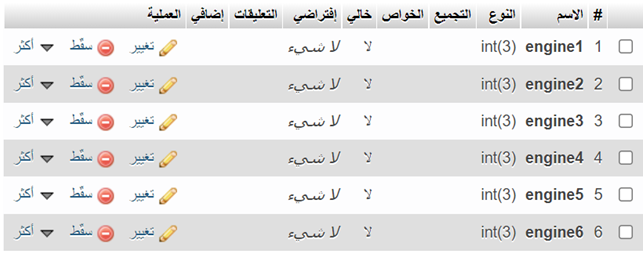 # الاسم النوع التجميع الخواص خالي إفتراضي التعليقات إضافي العملية
1 engine1 int(3) لا لا شيء تغيير سقّط أكثر
2 engine2 int(3) لا لا شيء تغيير سقّط أكثر
3 engine3 int(3) لا لا شيء تغيير سقّط أكثر
4 engine4 int(3) لا لا شيء تغيير سقّط أكثر
5 engine5 int(3) لا لا شيء تغيير سقّط أكثر
6 engine6 int(3) لا لا شيء تغيير سقّط أكثر